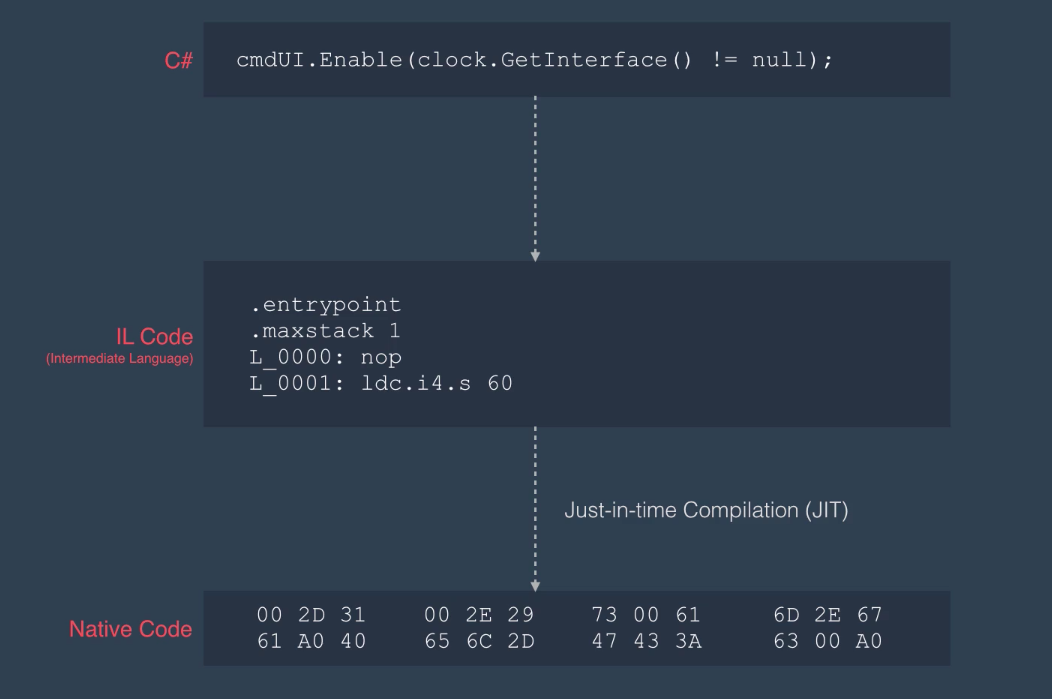 C#
cmdUI.Enable(clock.GetInterface() != null);
IL Code
(Intermediate Language)
.entrypoint
.maxstack 1
L_0000: nop
L_0001: ldc.i4.s 60
Just-in-time Compilation (JIT)
Native Code
00 2D 31 00 2E 29 73 00 61 6D 2E 67
61 A0 40 65 6C 2D 47 43 3A 63 00 A0